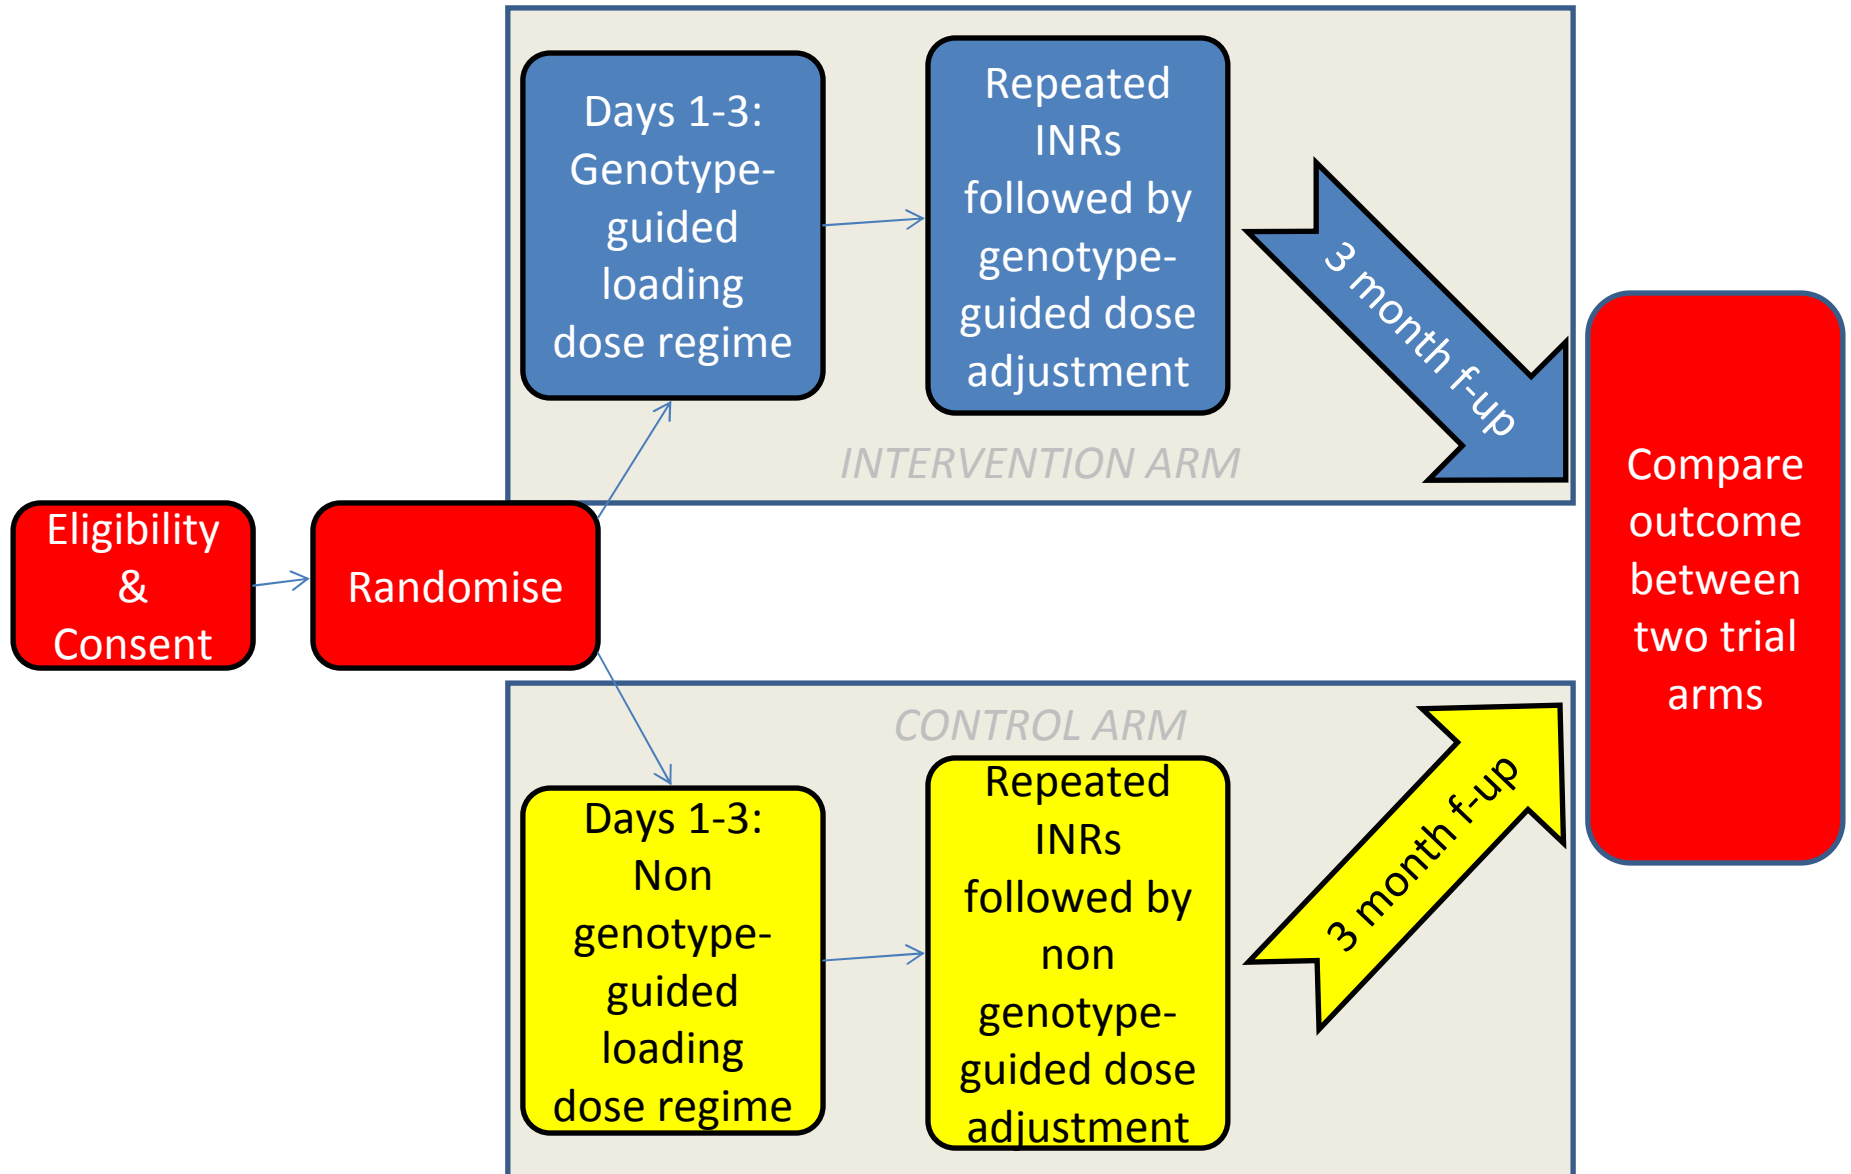 Eligibility
&
Consent
Randomise
Days 1-3:
Genotype-
guided
loading
dose regime
Repeated
INRs
followed by
genotype-
guided dose
adjustment
3 month f-up
INTERVENTION ARM
CONTROL ARM
Days 1-3:
Non
genotype-
guided
loading
dose regime
Repeated
INRs
followed by
non
genotype-
guided dose
adjustment
3 month f-up
Compare
outcome
between
two trial
arms